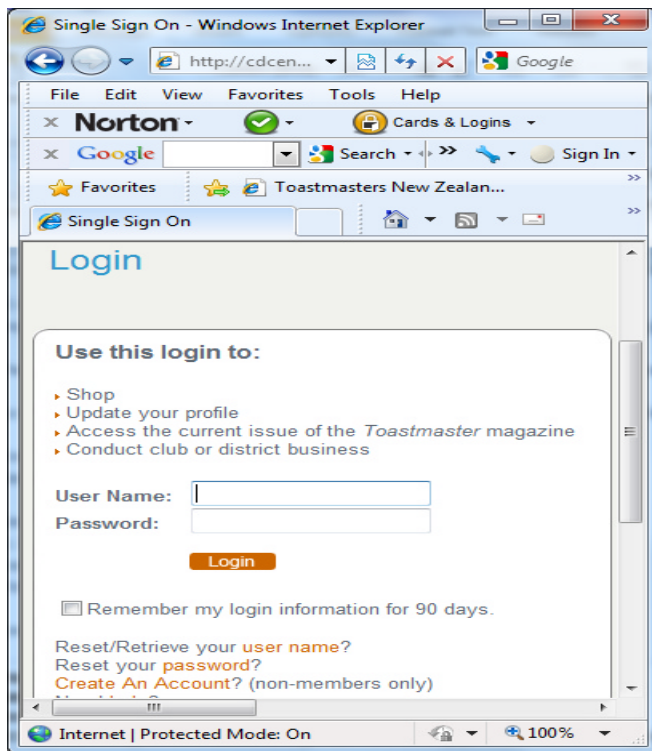 Single Sign On - Windows Internet Explorer
http://cdcen... Google
File Edit View Favorites Tools Help
Norton Cards & Logins
Google Search >> Sign In
Favorites Toastmasters New Zealan... >>
Single Sign On >>
Login
Use this login to:
Shop
Update your profile
Access the current issue of the Toastmaster magazine
Conduct club or district business
User Name:
Password:
Login
Remember my login information for 90 days.
Reset/Retrieve your user name?
Reset your password?
Create An Account? (non-members only)
Internet | Protected Mode: On 100%